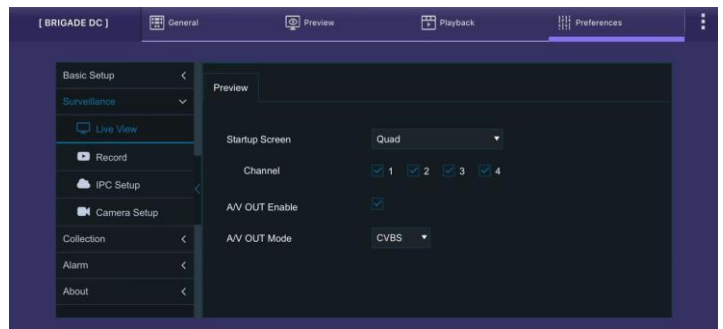 [ BRIGADE DC ] General Preview Playback Preferences
Basic Setup
Surveillance
Live View
Record
IPC Setup
Camera Setup
Collection
Alarm
About
Preview
Startup Screen Quad
Channel 1 2 3 4
A/V OUT Enable
A/V OUT Mode CVBS